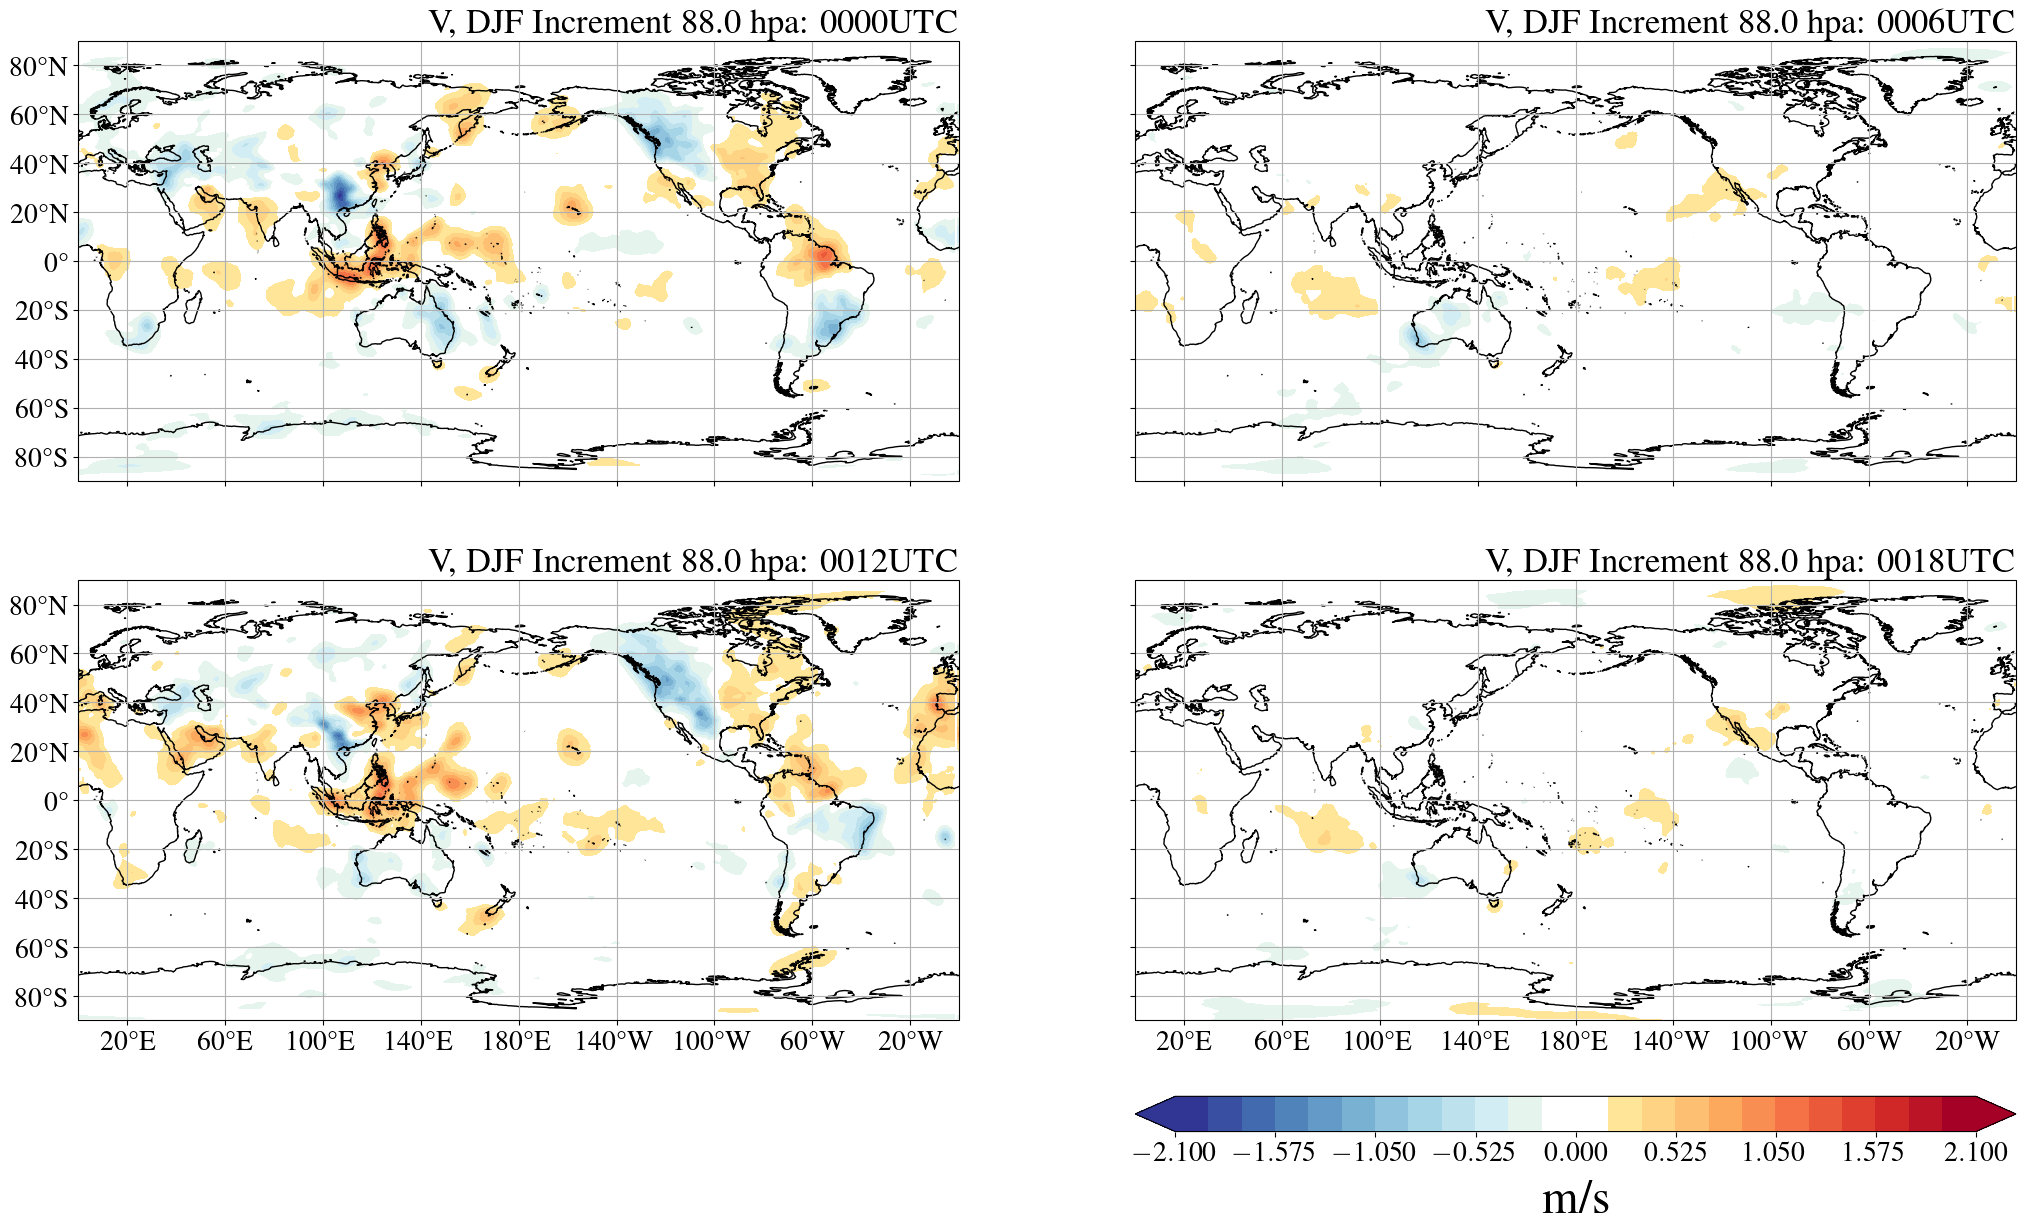 V, DJF Increment 88.0 hpa: 0000UTC
V, DJF Increment 88.0 hpa: 0006UTC
80°N
60°N
40°N
20°N
0°
20°S
40°S
60°S
80°S
V, DJF Increment 88.0 hpa: 0012UTC
V, DJF Increment 88.0 hpa: 0018UTC
80°N
60°N
40°N
20°N
0°
20°S
40°S
60°S
80°S
20°E 60°E 100°E 140°E 180°E 140°W 100°W 60°W 20°W
20°E 60°E 100°E 140°E 180°E 140°W 100°W 60°W 20°W
−2.100 −1.575 −1.050 −0.525 0.000 0.525 1.050 1.575 2.100
m/s